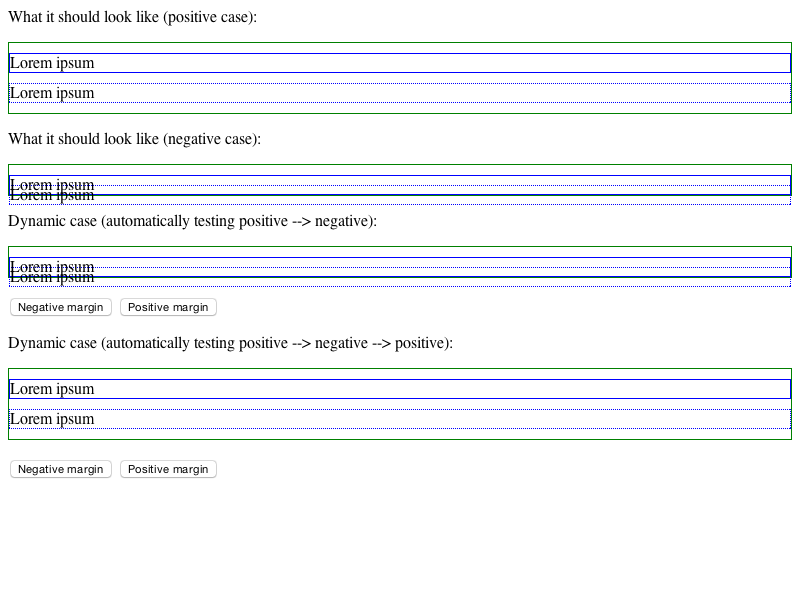 What it should look like (positive case):
Lorem ipsum
Lorem ipsum
What it should look like (negative case):
Lorem ipsum
Lorem ipsum
Dynamic case (automatically testing positive --> negative):
Lorem ipsum
Lorem ipsum
Negative margin Positive margin
Dynamic case (automatically testing positive --> negative --> positive):
Lorem ipsum
Lorem ipsum
Negative margin Positive margin